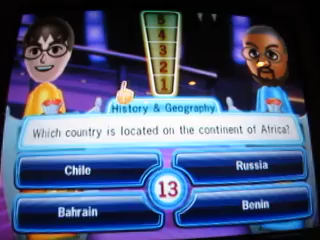 5
4
3
2
1
History & Geography
Which country is located on the continent of Africa?
Chile
Russia
13
Bahrain
Benin